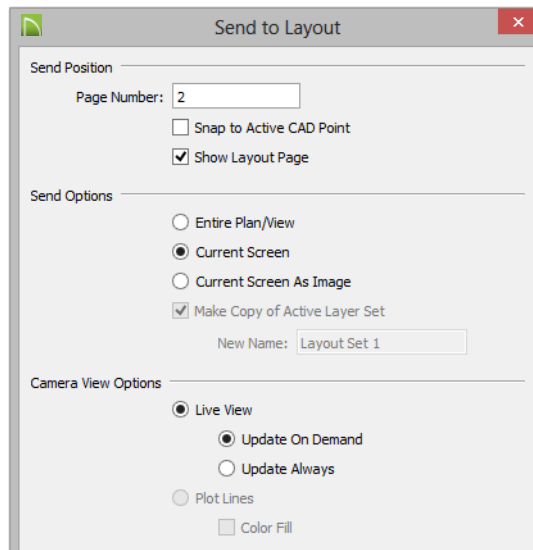 Send to Layout
Send Position
Page Number: 2
Snap to Active CAD Point
Show Layout Page
Send Options
Entire Plan/View
Current Screen
Current Screen As Image
Make Copy of Active Layer Set
New Name: Layout Set 1
Camera View Options
Live View
Update On Demand
Update Always
Plot Lines
Color Fill